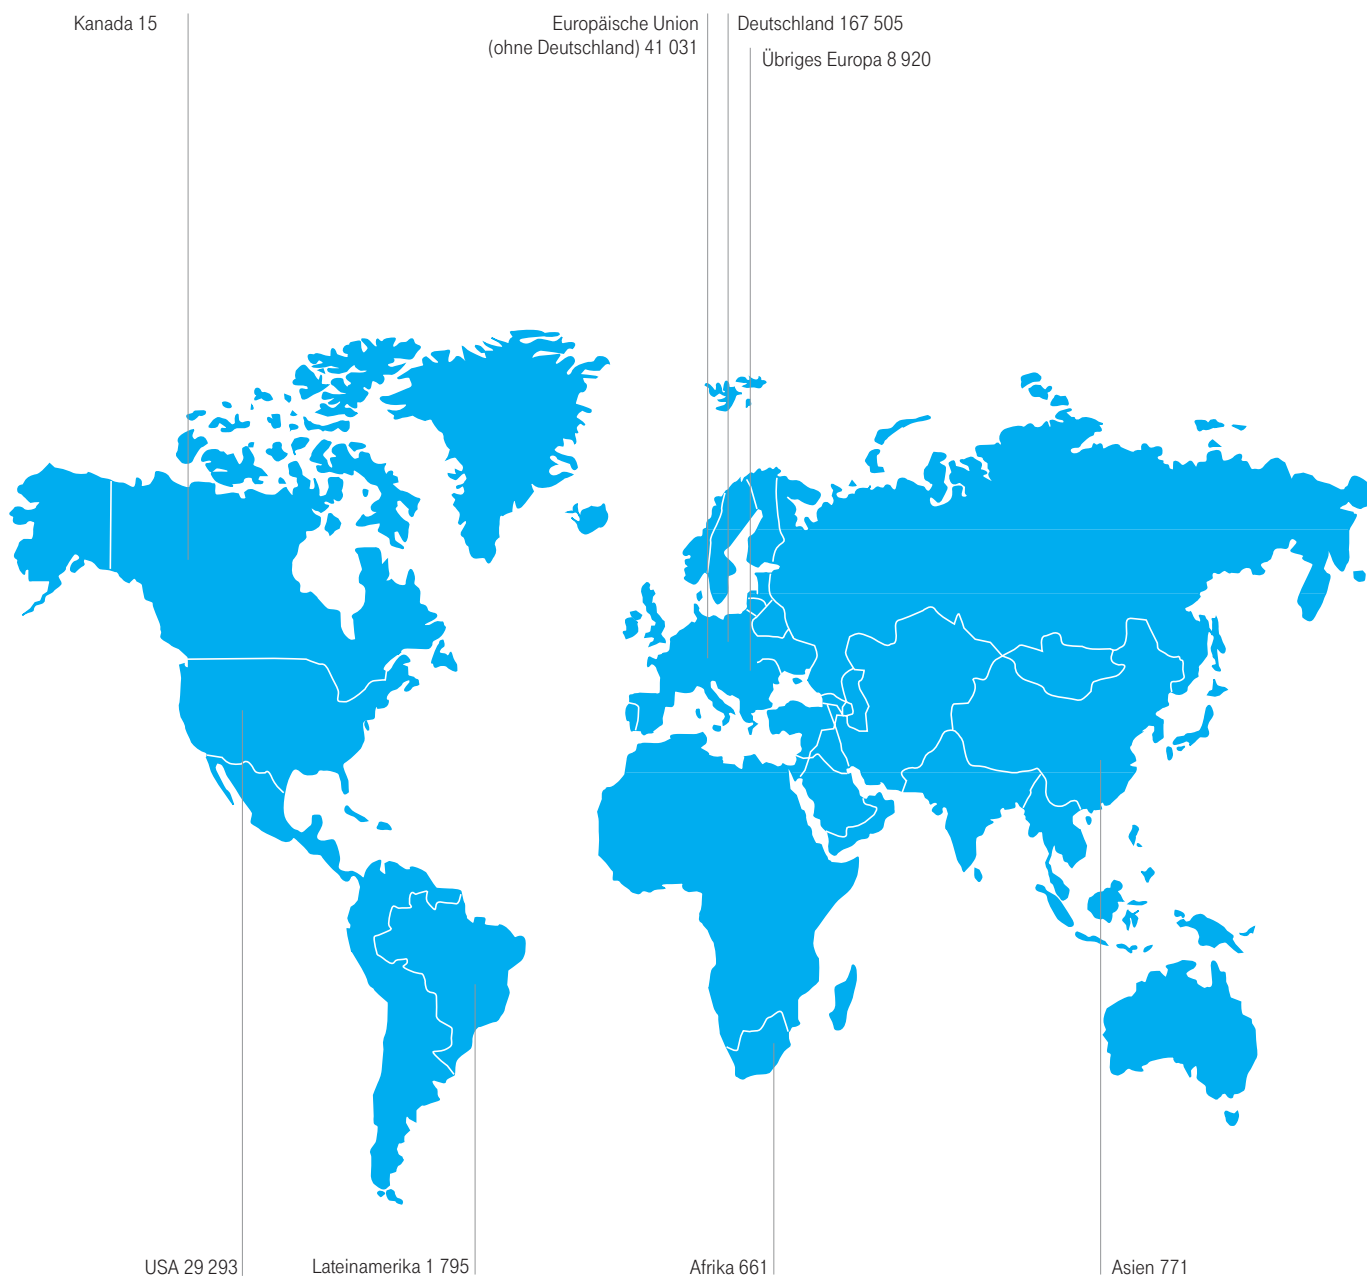 Kanada 15
Europäische Union
(ohne Deutschland) 41 031
Deutschland 167 505
Übriges Europa 8 920
USA 29 293
Lateinamerika 1 795
Afrika 661
Asien 771